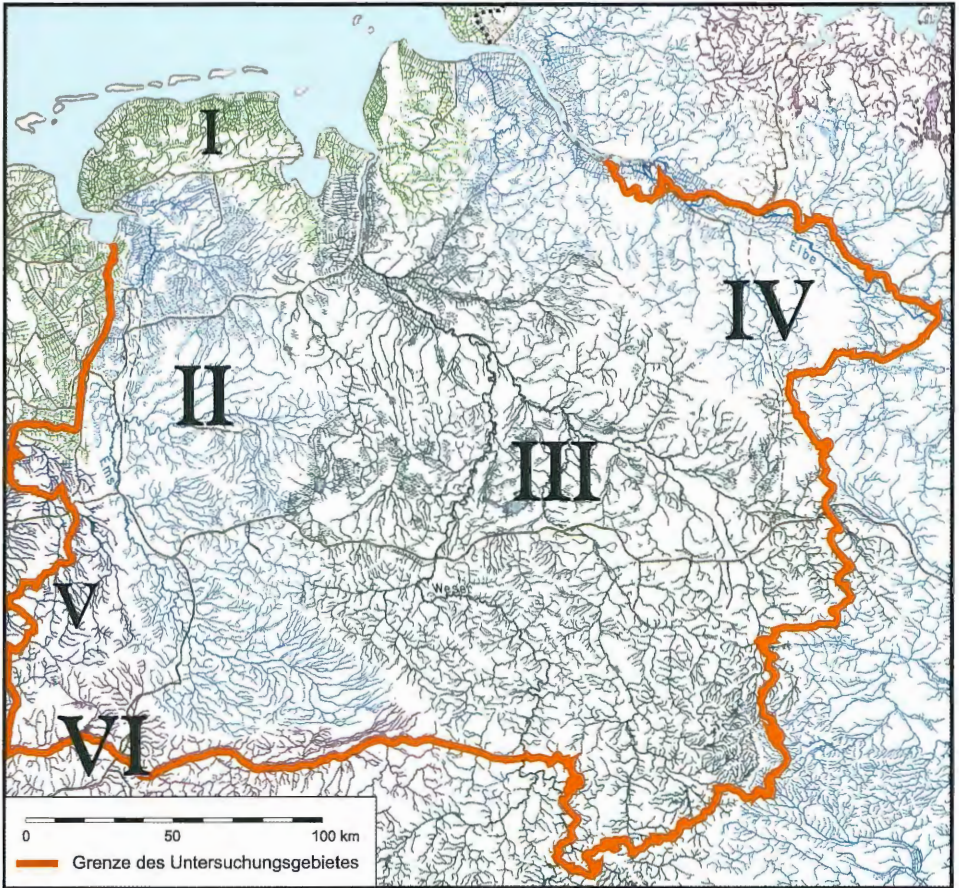 I
Elbe
IV
II
III
Ems
Weser
V
VI
0 50 100 km
Grenze des Untersuchungsgebietes